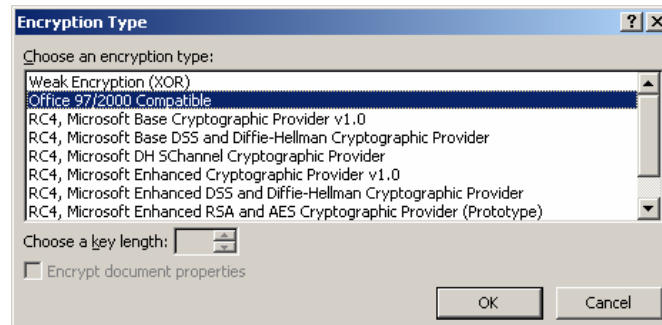 Encryption Type
Choose an encryption type:
Weak Encryption (XOR)
Office 97/2000 Compatible
RC4, Microsoft Base Cryptographic Provider v1.0
RC4, Microsoft Base DSS and Diffie-Hellman Cryptographic Provider
RC4, Microsoft DH SChannel Cryptographic Provider
RC4, Microsoft Enhanced Cryptographic Provider v1.0
RC4, Microsoft Enhanced DSS and Diffie-Hellman Cryptographic Provider
RC4, Microsoft Enhanced RSA and AES Cryptographic Provider (Prototype)
Choose a key length:
Encrypt document properties
OK Cancel